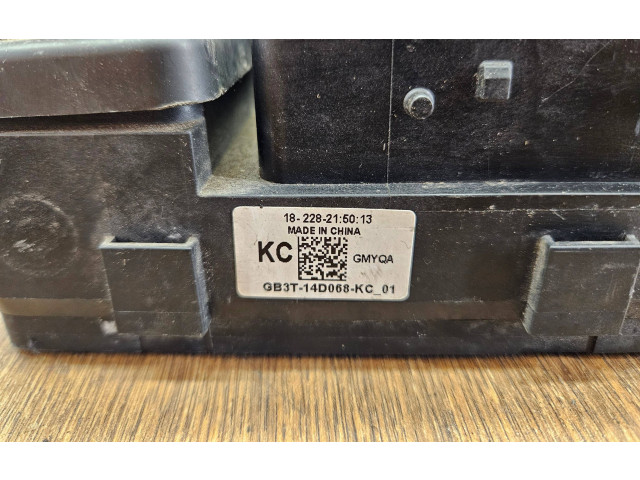 18- 228-21:50:13
MADE IN CHINA
KC GMYQA
GB3T-14D068-KC_01